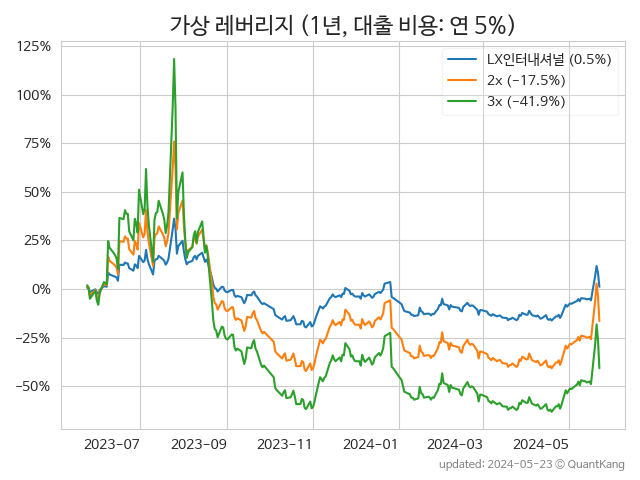 가상 레버리지 (1년, 대출 비용: 연 5%)
125%
100%
75%
50%
25%
0%
−25%
−50%
LX인터내셔널 (0.5%)
2x (−17.5%)
3x (−41.9%)
2023-07
2023-09
2023-11
2024-01
2024-03
2024-05
updated: 2024-05-23 © QuantKang